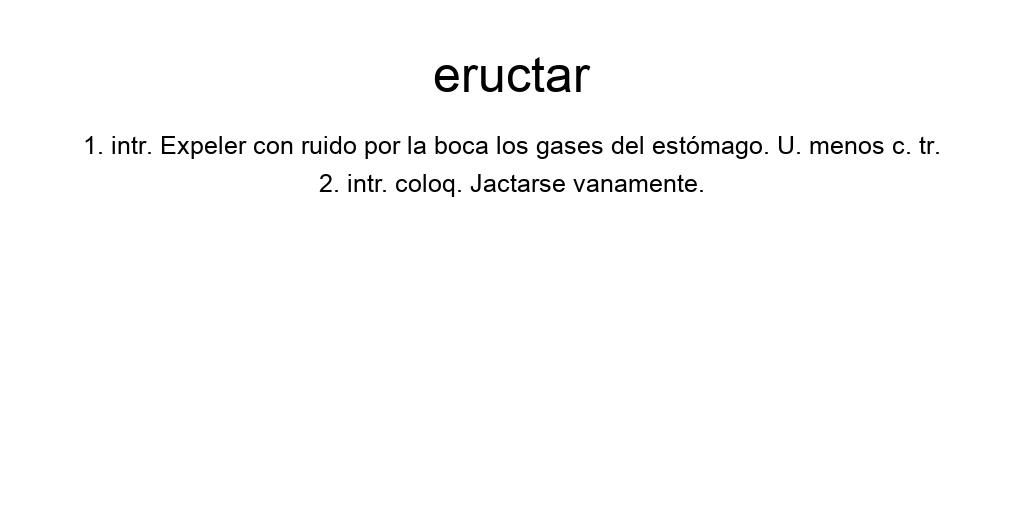 eructar
1. intr. Expeler con ruido por la boca los gases del estómago. U. menos c. tr.
2. intr. coloq. Jactarse vanamente.